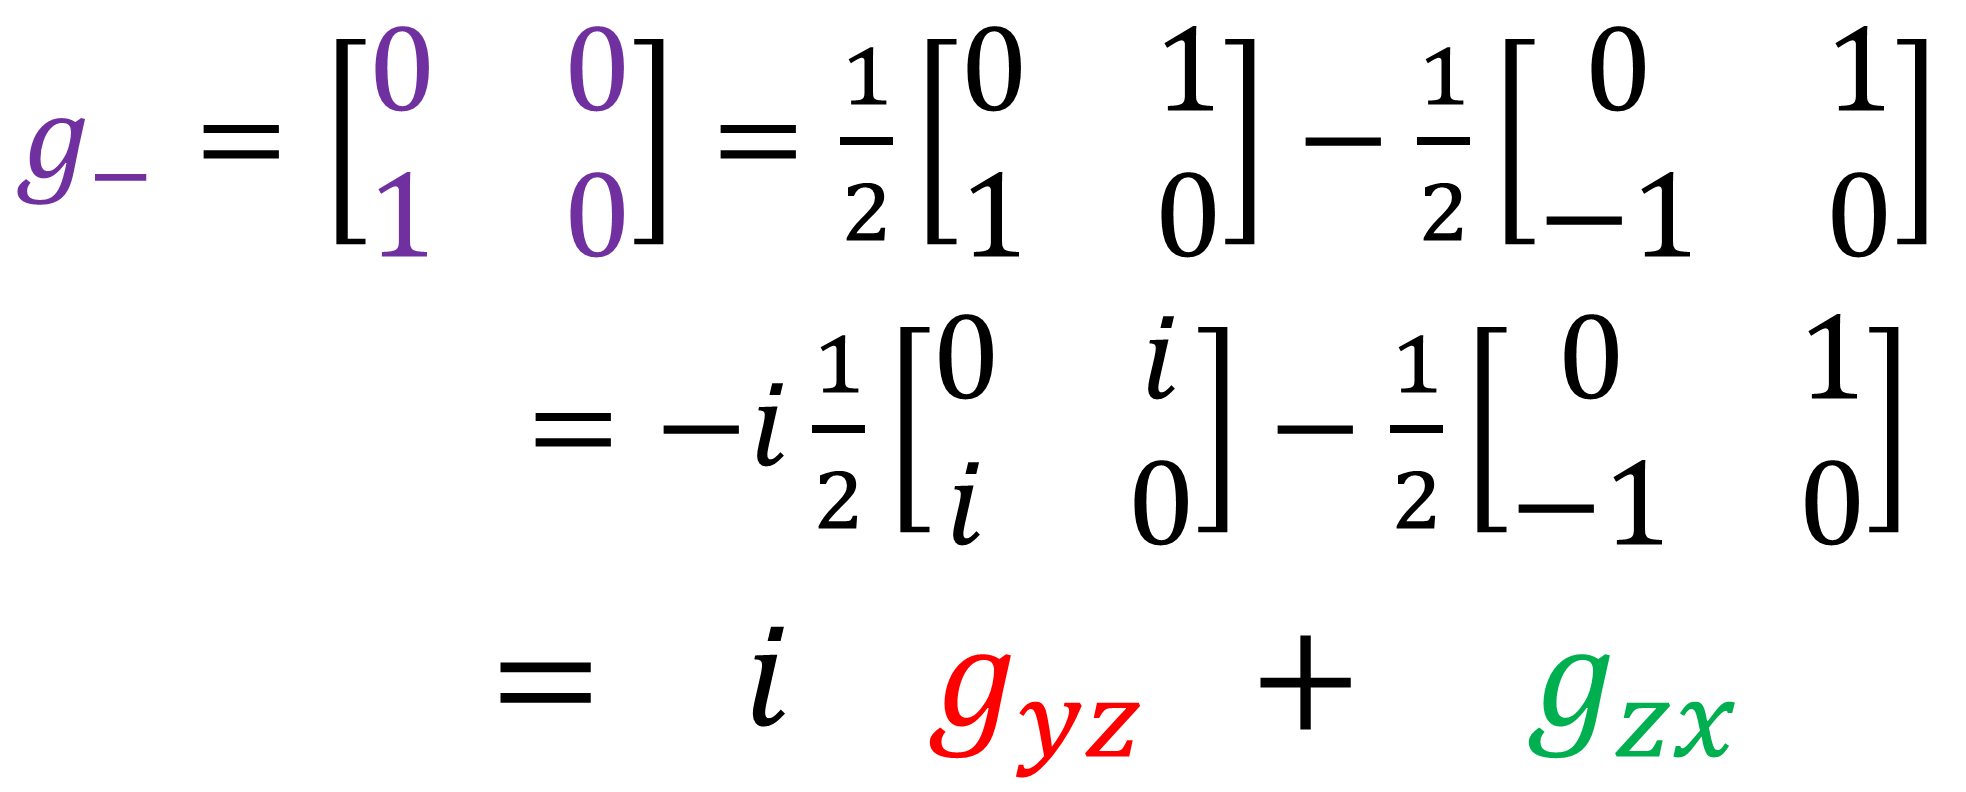 g₋ = [0 0; 1 0] = 1/2 [0 1; 1 0] − 1/2 [0 1; −1 0]
= −i 1/2 [0 i; i 0] − 1/2 [0 1; −1 0]
= i g_yz + g_zx